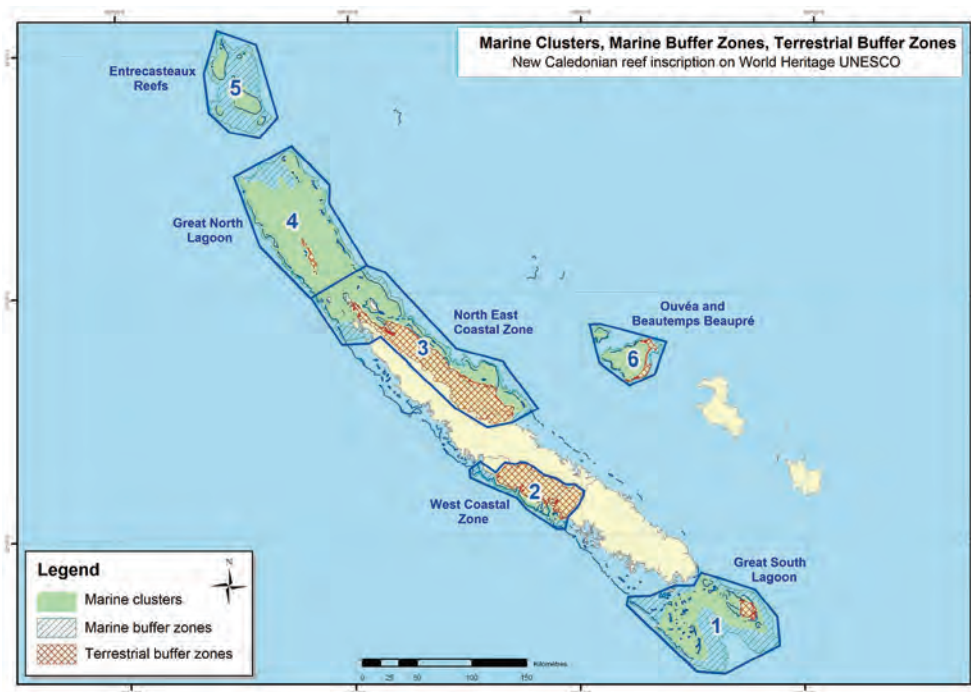 Marine Clusters, Marine Buffer Zones, Terrestrial Buffer Zones
New Caledonian reef inscription on World Heritage UNESCO
Entrecasteaux
Reefs
5
4
Great North
Lagoon
North East
Coastal Zone
3
Ouvéa and
Beautemps Beaupré
6
2
West Coastal
Zone
Great South
Lagoon
1
Legend
N
Marine clusters
Marine buffer zones
Terrestrial buffer zones
Kilomètres
0 25 50 100 150